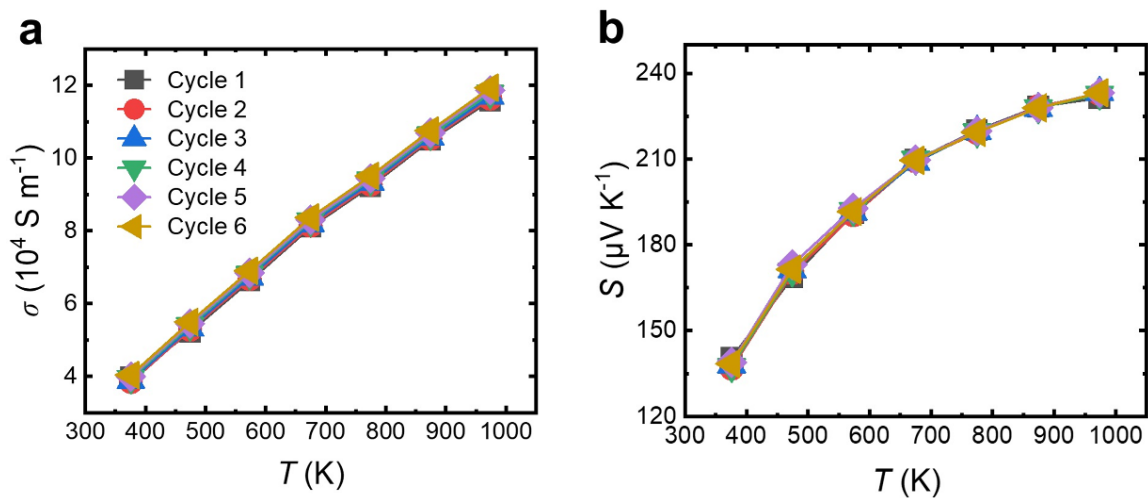 a
12
10
8
6
4
σ (10⁴ S m⁻¹)
Cycle 1
Cycle 2
Cycle 3
Cycle 4
Cycle 5
Cycle 6
300 400 500 600 700 800 900 1000
T (K)
b
240
210
180
150
120
S (µV K⁻¹)
300 400 500 600 700 800 900 1000
T (K)